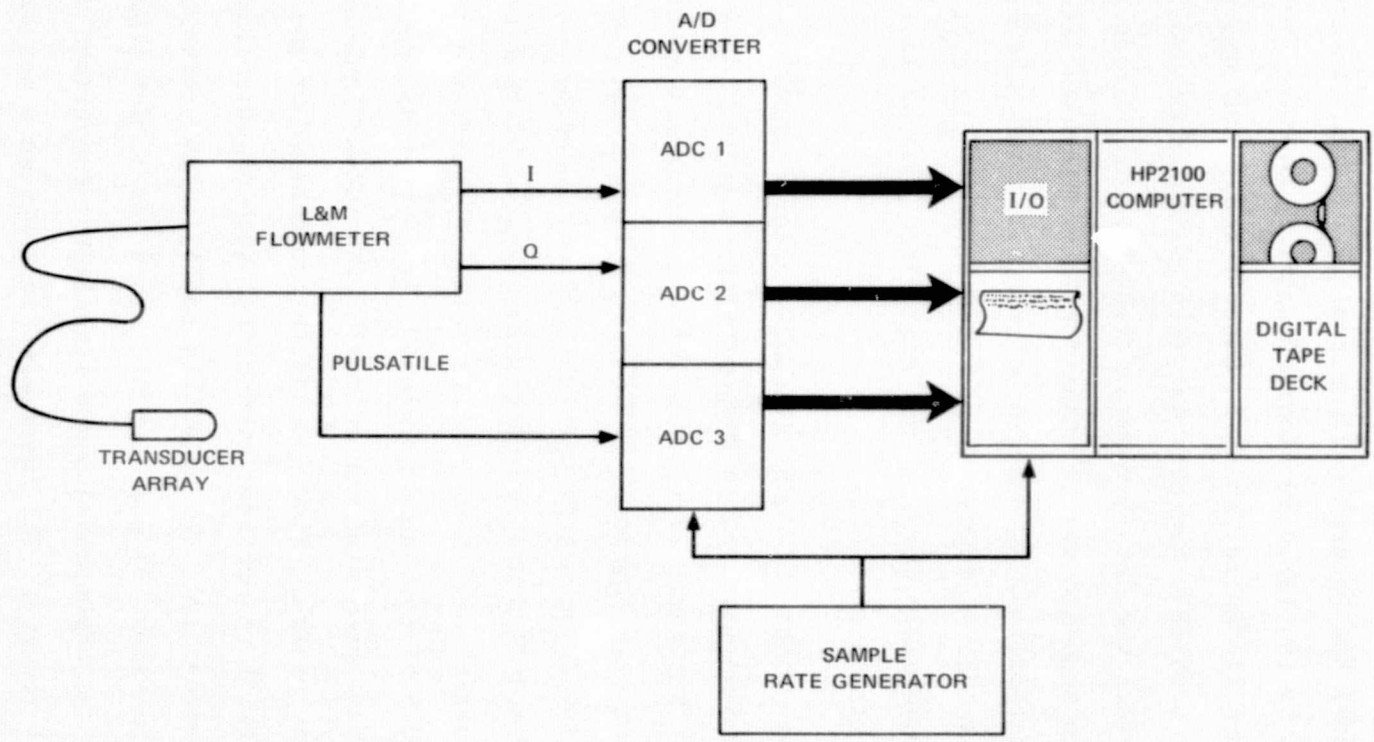 A/D
CONVERTER
ADC 1
I/O
HP2100
COMPUTER
I
L&M
FLOWMETER
Q
ADC 2
PULSATILE
DIGITAL
TAPE
DECK
ADC 3
TRANSDUCER
ARRAY
SAMPLE
RATE GENERATOR